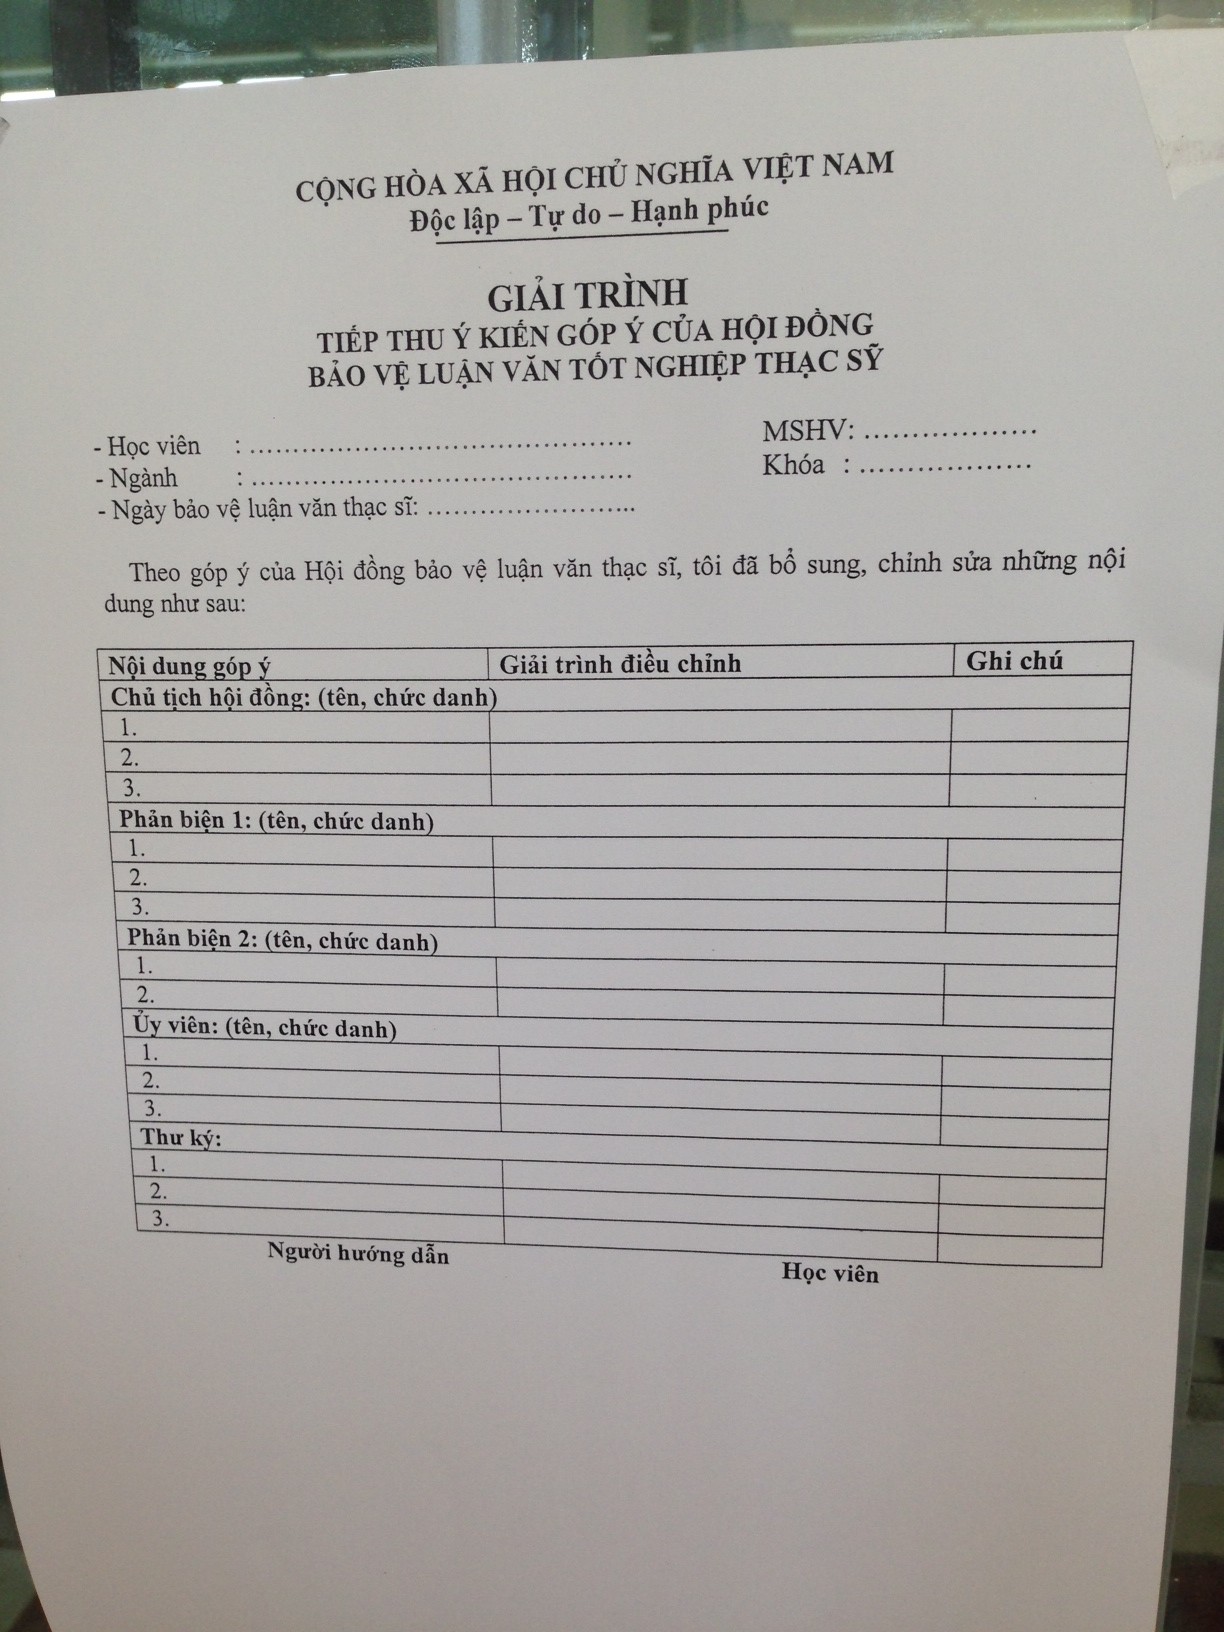 CỘNG HÒA XÃ HỘI CHỦ NGHĨA VIỆT NAM
Độc lập – Tự do – Hạnh phúc
GIẢI TRÌNH
TIẾP THU Ý KIẾN GÓP Ý CỦA HỘI ĐỒNG
BẢO VỆ LUẬN VĂN TỐT NGHIỆP THẠC SỸ
- Học viên : ............................................ MSHV: ...................
- Ngành : ............................................ Khóa : ...................
- Ngày bảo vệ luận văn thạc sĩ: ........................
Theo góp ý của Hội đồng bảo vệ luận văn thạc sĩ, tôi đã bổ sung, chỉnh sửa những nội
dung như sau:
Nội dung góp ý Giải trình điều chỉnh Ghi chú
Chủ tịch hội đồng: (tên, chức danh)
1.
2.
3.
Phản biện 1: (tên, chức danh)
1.
2.
3.
Phản biện 2: (tên, chức danh)
1.
2.
Ủy viên: (tên, chức danh)
1.
2.
3.
Thư ký:
1.
2.
3.
Người hướng dẫn Học viên